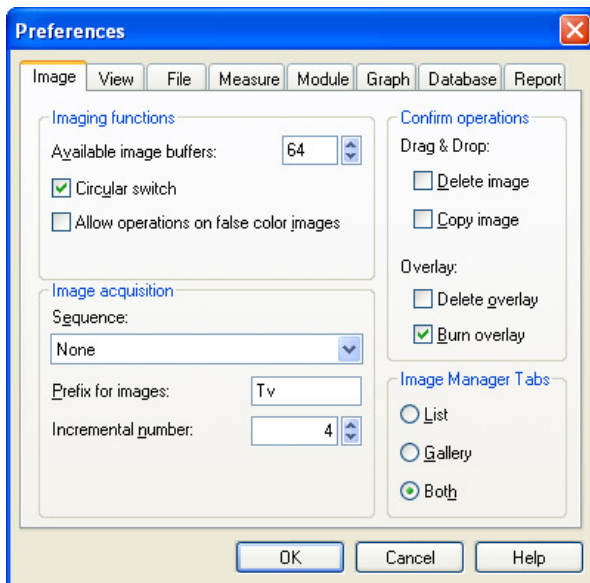 Preferences
Image View File Measure Module Graph Database Report
Imaging functions
Available image buffers: 64
Circular switch
Allow operations on false color images
Image acquisition
Sequence:
None
Prefix for images: Tv
Incremental number: 4
Confirm operations
Drag & Drop:
Delete image
Copy image
Overlay:
Delete overlay
Burn overlay
Image Manager Tabs
List
Gallery
Both
OK Cancel Help